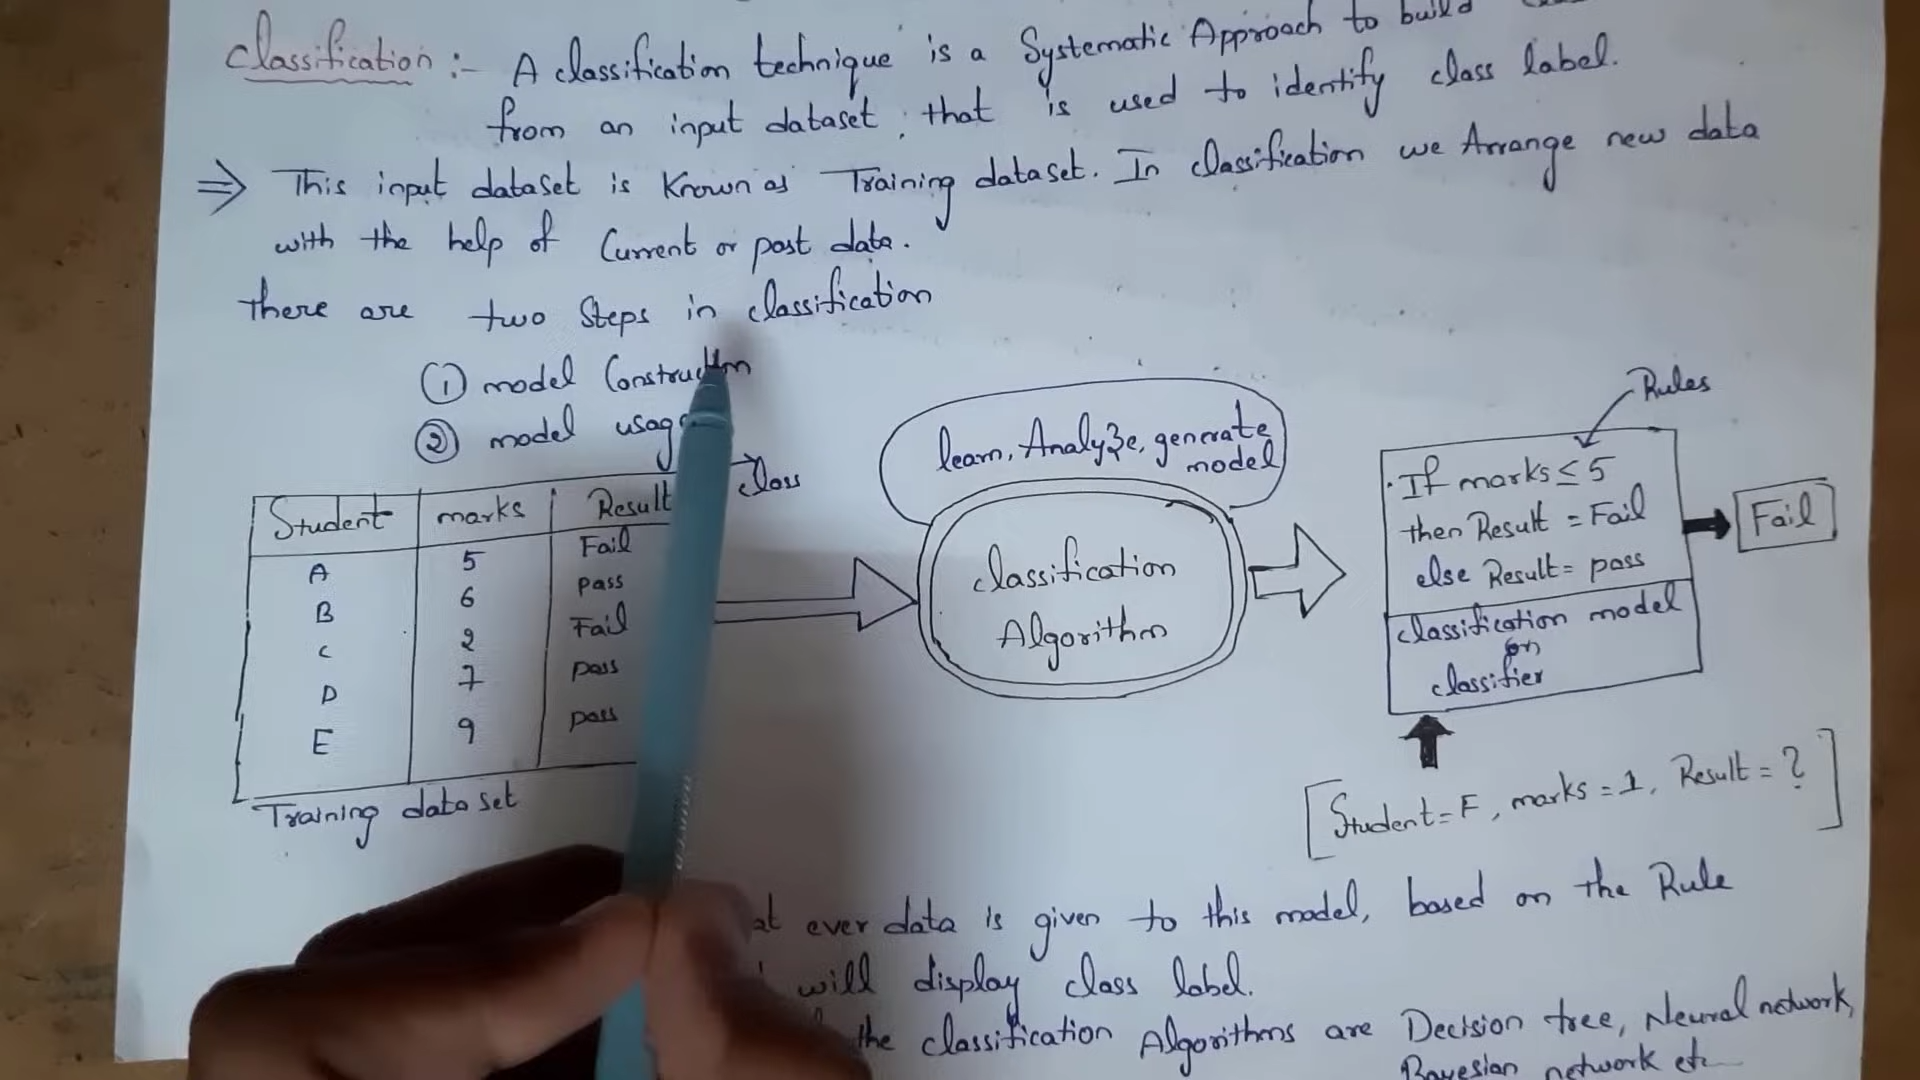 Classification :- A classification technique is a Systematic Approach to build
from an input dataset, that is used to identify class label.
⇒ This input dataset is Known as Training dataset. In classification we Arrange new data
with the help of Current or past data.
there are two Steps in classification
① model Construction
② model usage
class
Student marks Result
A 5 Fail
B 6 pass
C 2 Fail
D 7 pass
E 9 pass
Training dataset
learn, Analyze, generate
model
classification
Algorithm
Rules
. If marks ≤ 5
then Result = Fail
else Result = pass
classification model
or
classifier
Fail
[Student = F, marks = 1, Result = ?]
ever data is given to this model, based on the Rule
will display class label.
the classification Algorithms are Decision tree, Neural network,
Bayesian network etc